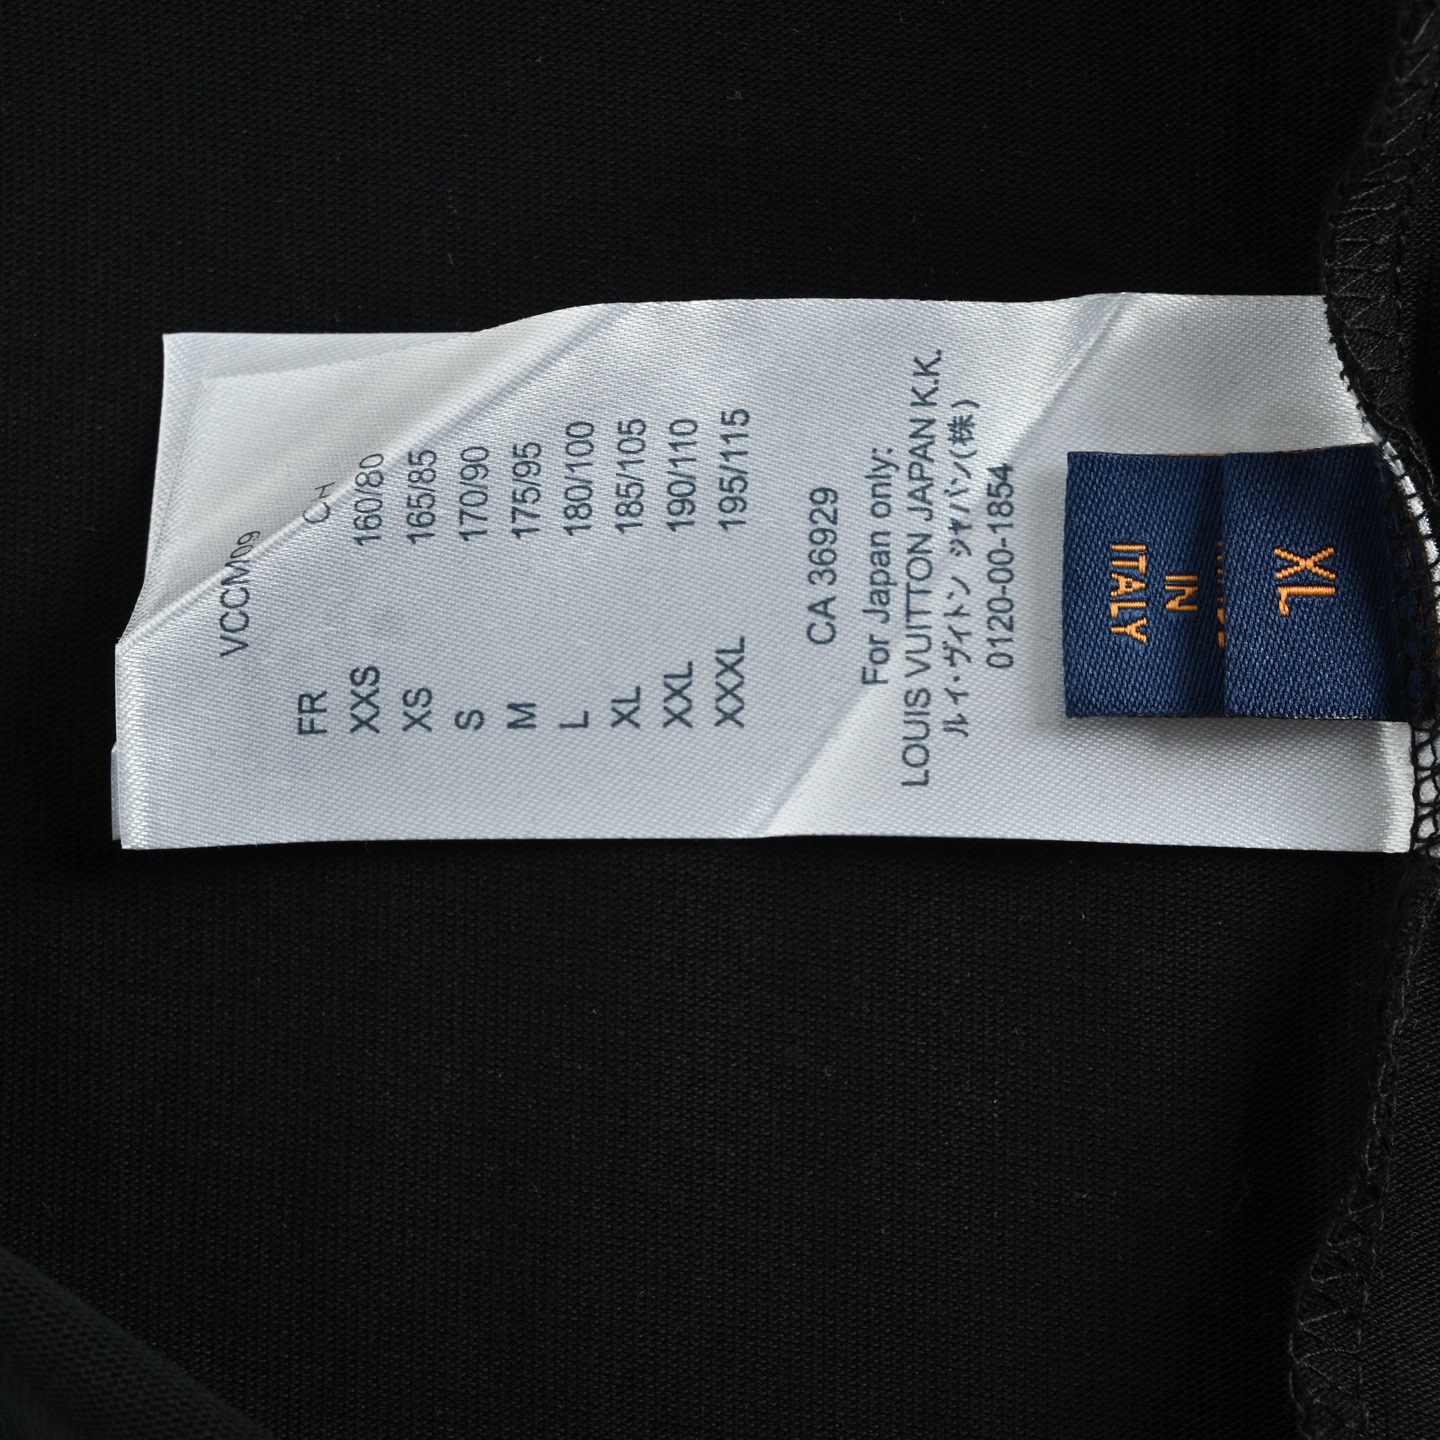 VCCM09
FR CH
XXS 160/80
XS 165/85
S 170/90
M 175/95
L 180/100
XL 185/105
XXL 190/110
XXXL 195/115
CA 36929
For Japan only:
LOUIS VUITTON JAPAN K.K.
ルイ・ヴィトン ジャパン(株)
0120-00-1854
XL
IN
ITALY